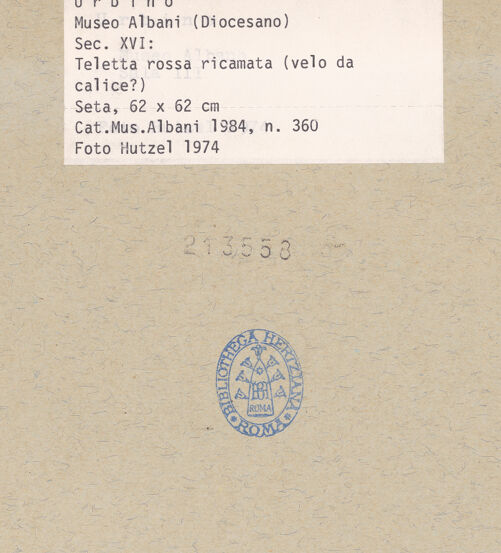 Urbino
Museo Albani (Diocesano)
Sec. XVI:
Teletta rossa ricamata (velo da
calice?)
Seta, 62 x 62 cm
Cat.Mus.Albani 1984, n. 360
Foto Hutzel 1974
213558
BIBLIOTHECA HERTZIANA
ROMA
ROMA